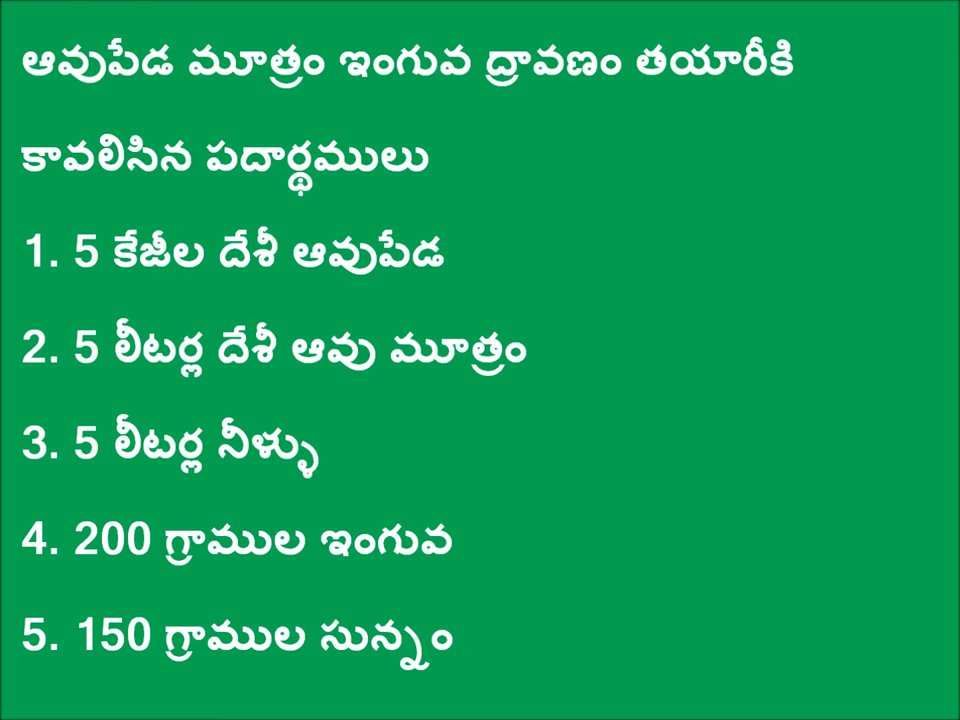 ఆవుపేడ మూత్రం ఇంగువ ద్రావణం తయారీకి
కావలిసిన పదార్థములు
1. 5 కేజీల దేశీ ఆవుపేడ
2. 5 లీటర్ల దేశీ ఆవు మూత్రం
3. 5 లీటర్ల నీళ్ళు
4. 200 గ్రాముల ఇంగువ
5. 150 గ్రాముల సున్నం